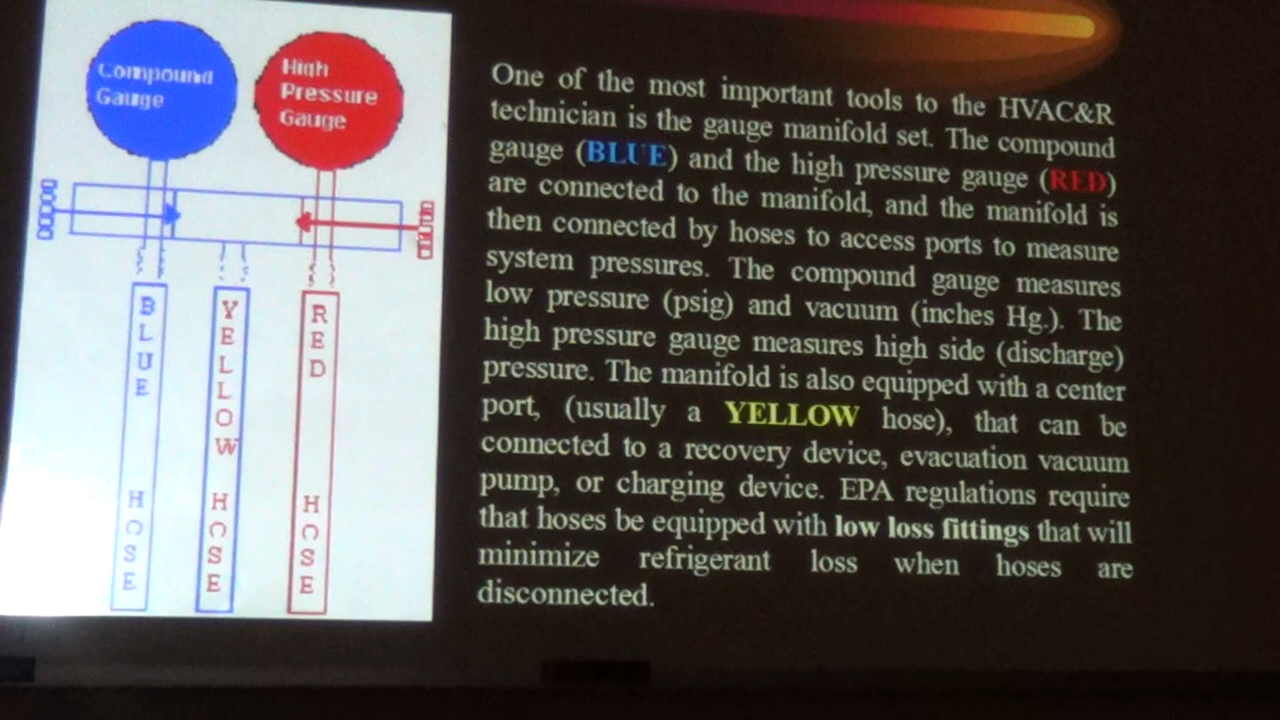 Compound
Gauge
High
Pressure
Gauge
BLUE HOSE
YELLOW HOSE
RED HOSE
One of the most important tools to the HVAC&R
technician is the gauge manifold set. The compound
gauge (BLUE) and the high pressure gauge (RED)
are connected to the manifold, and the manifold is
then connected by hoses to access ports to measure
system pressures. The compound gauge measures
low pressure (psig) and vacuum (inches Hg.). The
high pressure gauge measures high side (discharge)
pressure. The manifold is also equipped with a center
port, (usually a YELLOW hose), that can be
connected to a recovery device, evacuation vacuum
pump, or charging device. EPA regulations require
that hoses be equipped with low loss fittings that will
minimize refrigerant loss when hoses are
disconnected.